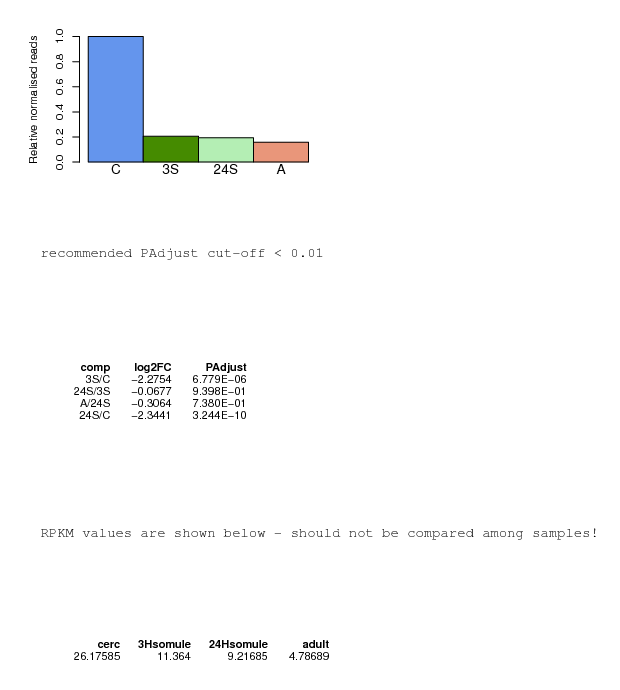 Relative normalised reads
1.0
0.8
0.6
0.4
0.2
0.0
C 3S 24S A
recommended PAdjust cut-off < 0.01
comp log2FC PAdjust
3S/C −2.2754 6.779E−06
24S/3S −0.0677 9.398E−01
A/24S −0.3064 7.380E−01
24S/C −2.3441 3.244E−10
RPKM values are shown below - should not be compared among samples!
cerc 3Hsomule 24Hsomule adult
26.17585 11.364 9.21685 4.78689